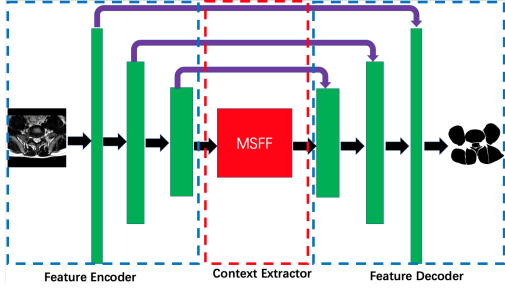 MSFF
Feature Encoder
Context Extractor
Feature Decoder